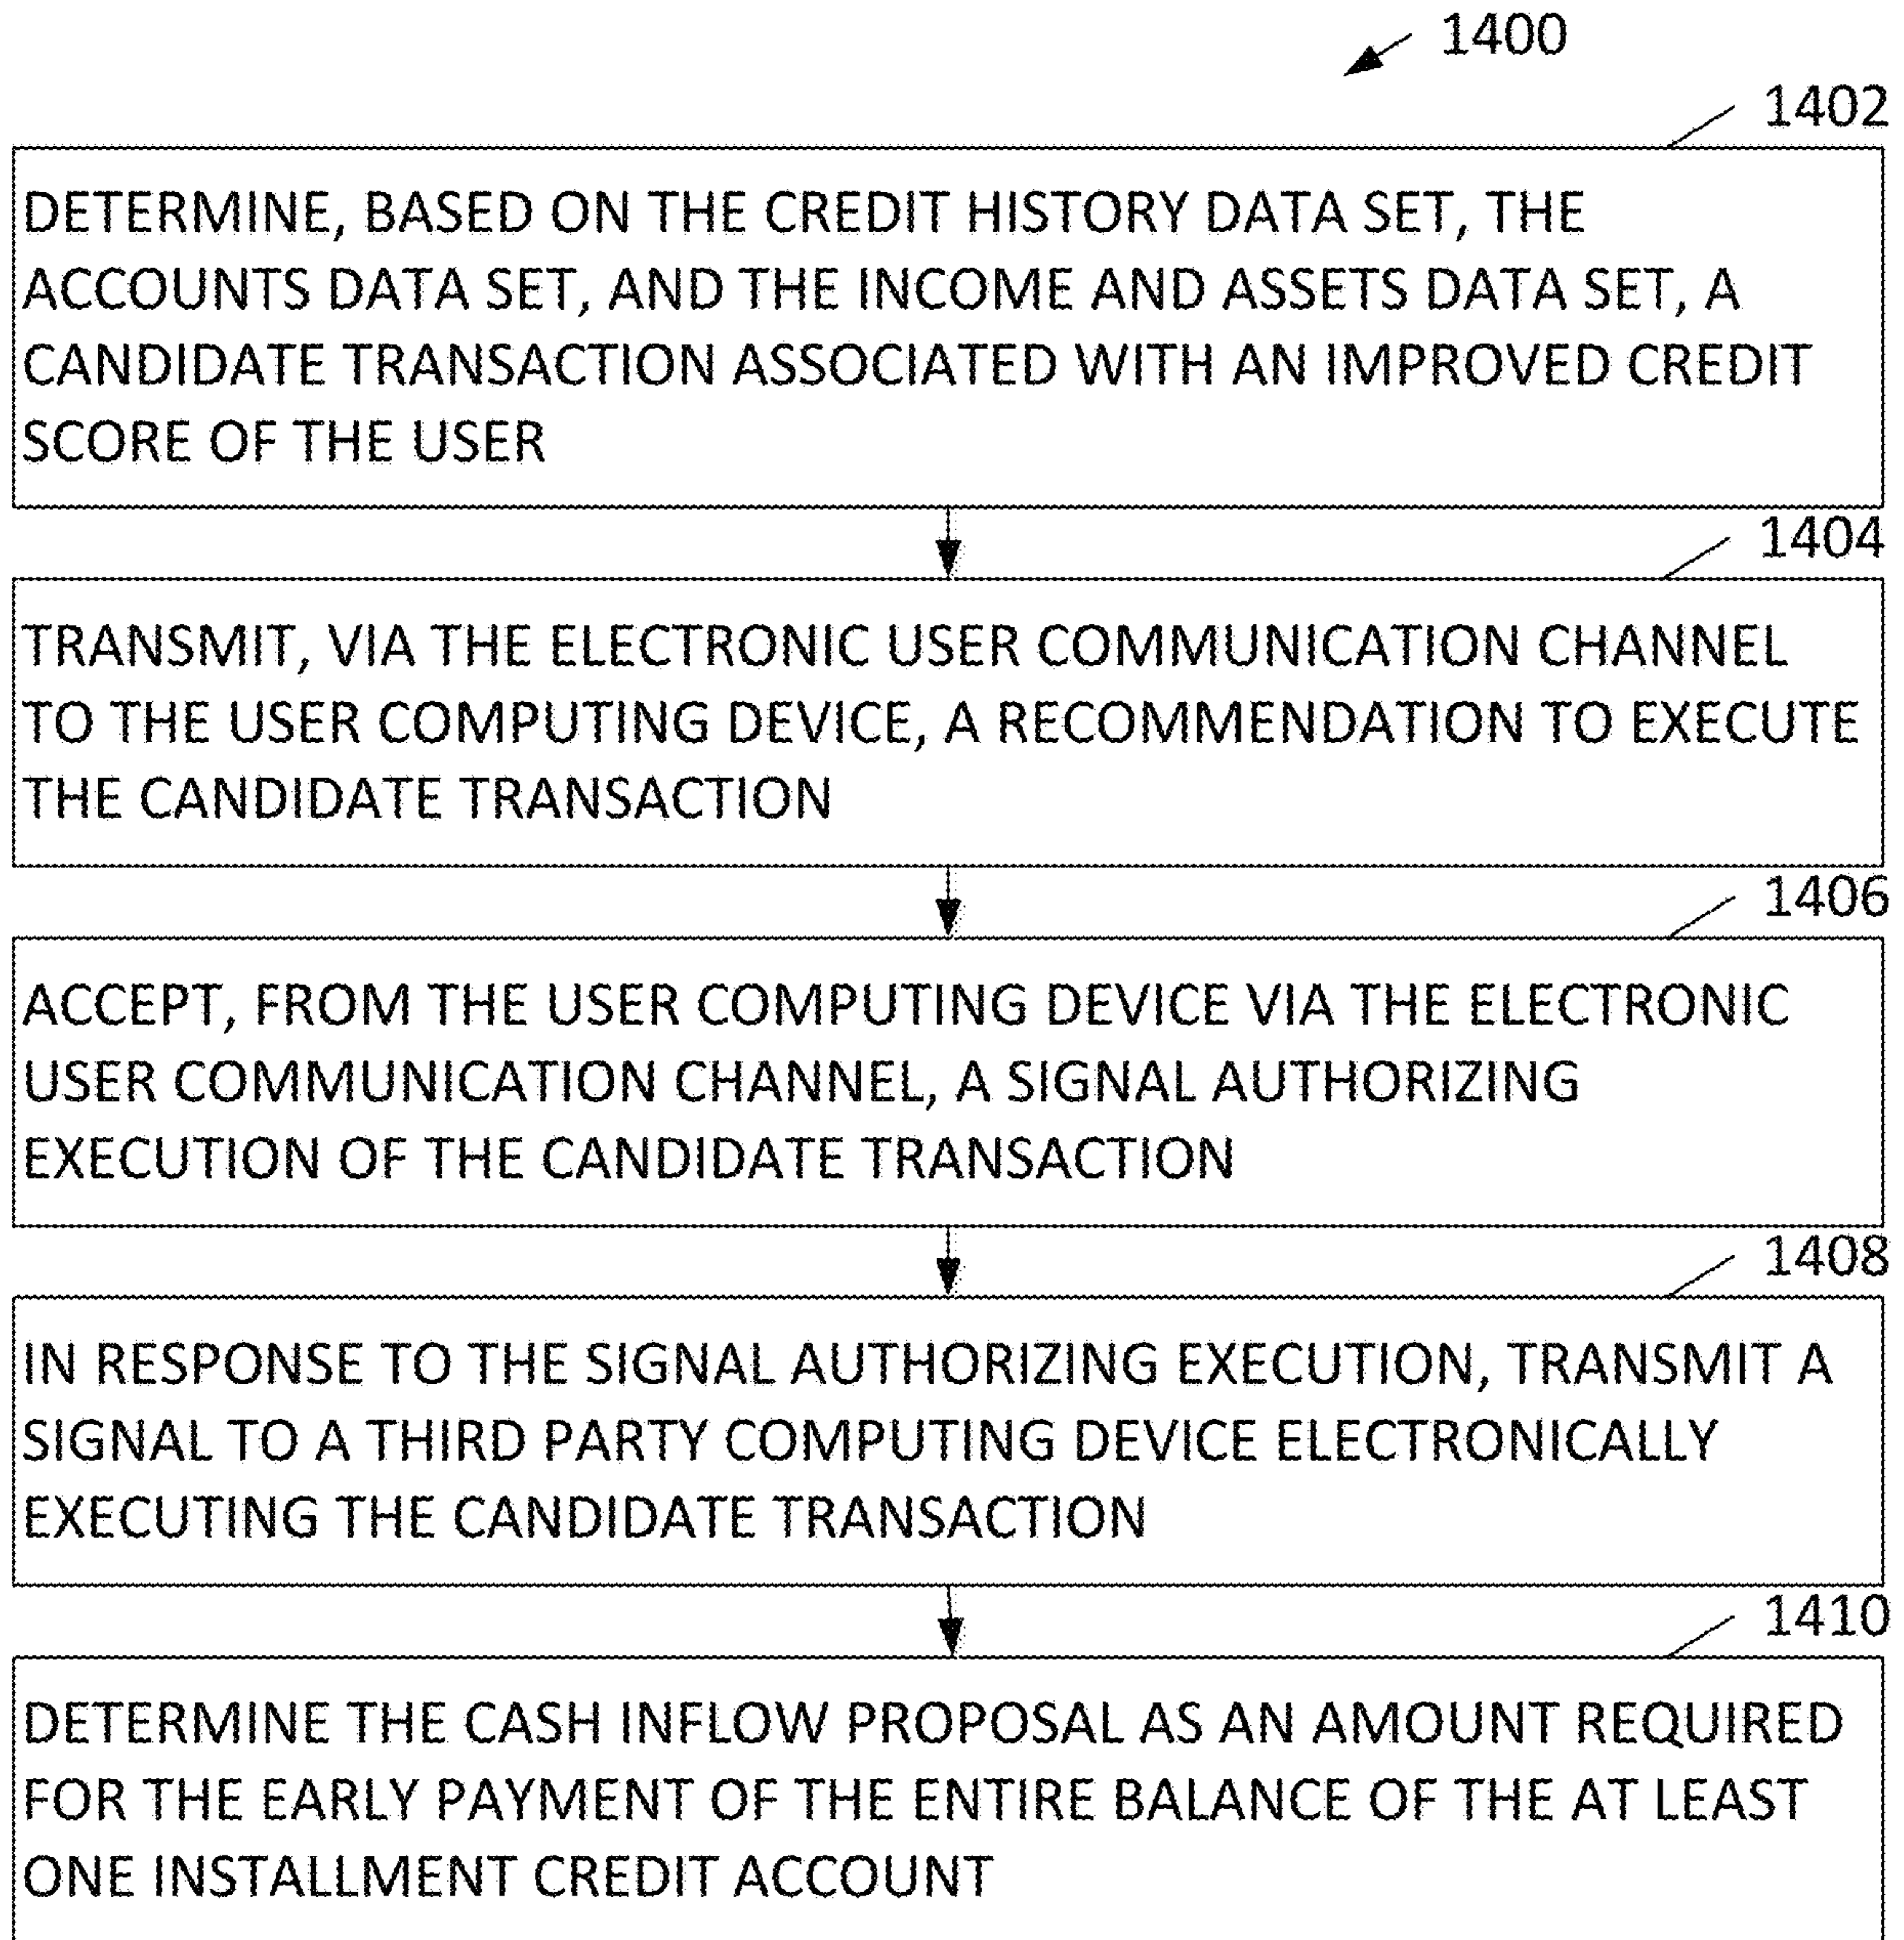 1400
1402
DETERMINE, BASED ON THE CREDIT HISTORY DATA SET, THE
ACCOUNTS DATA SET, AND THE INCOME AND ASSETS DATA SET, A
CANDIDATE TRANSACTION ASSOCIATED WITH AN IMPROVED CREDIT
SCORE OF THE USER
1404
TRANSMIT, VIA THE ELECTRONIC USER COMMUNICATION CHANNEL
TO THE USER COMPUTING DEVICE, A RECOMMENDATION TO EXECUTE
THE CANDIDATE TRANSACTION
1406
ACCEPT, FROM THE USER COMPUTING DEVICE VIA THE ELECTRONIC
USER COMMUNICATION CHANNEL, A SIGNAL AUTHORIZING
EXECUTION OF THE CANDIDATE TRANSACTION
1408
IN RESPONSE TO THE SIGNAL AUTHORIZING EXECUTION, TRANSMIT A
SIGNAL TO A THIRD PARTY COMPUTING DEVICE ELECTRONICALLY
EXECUTING THE CANDIDATE TRANSACTION
1410
DETERMINE THE CASH INFLOW PROPOSAL AS AN AMOUNT REQUIRED
FOR THE EARLY PAYMENT OF THE ENTIRE BALANCE OF THE AT LEAST
ONE INSTALLMENT CREDIT ACCOUNT